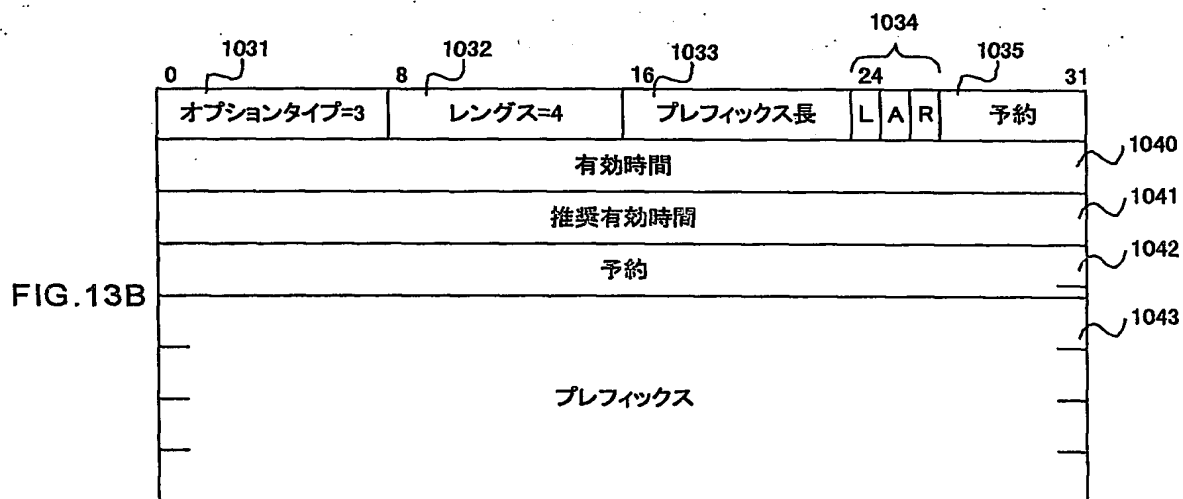 1034
1031
1032
1033
1035
0
8
16
24
31
オプションタイプ=3
レングス=4
プレフィックス長
L
A
R
予約
有効時間
1040
推奨有効時間
1041
予約
1042
FIG.13B
1043
プレフィックス